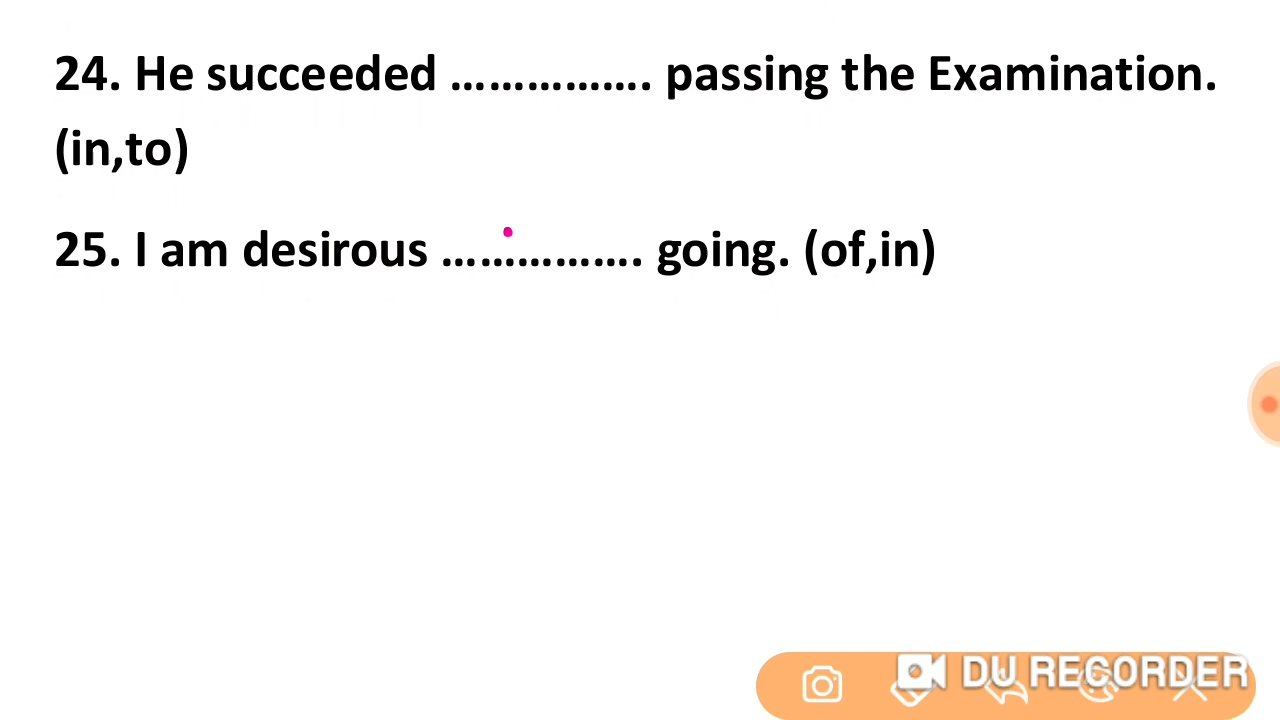 24. He succeeded ……………. passing the Examination.
(in,to)
25. I am desirous ……………. going. (of,in)
DU RECORDER